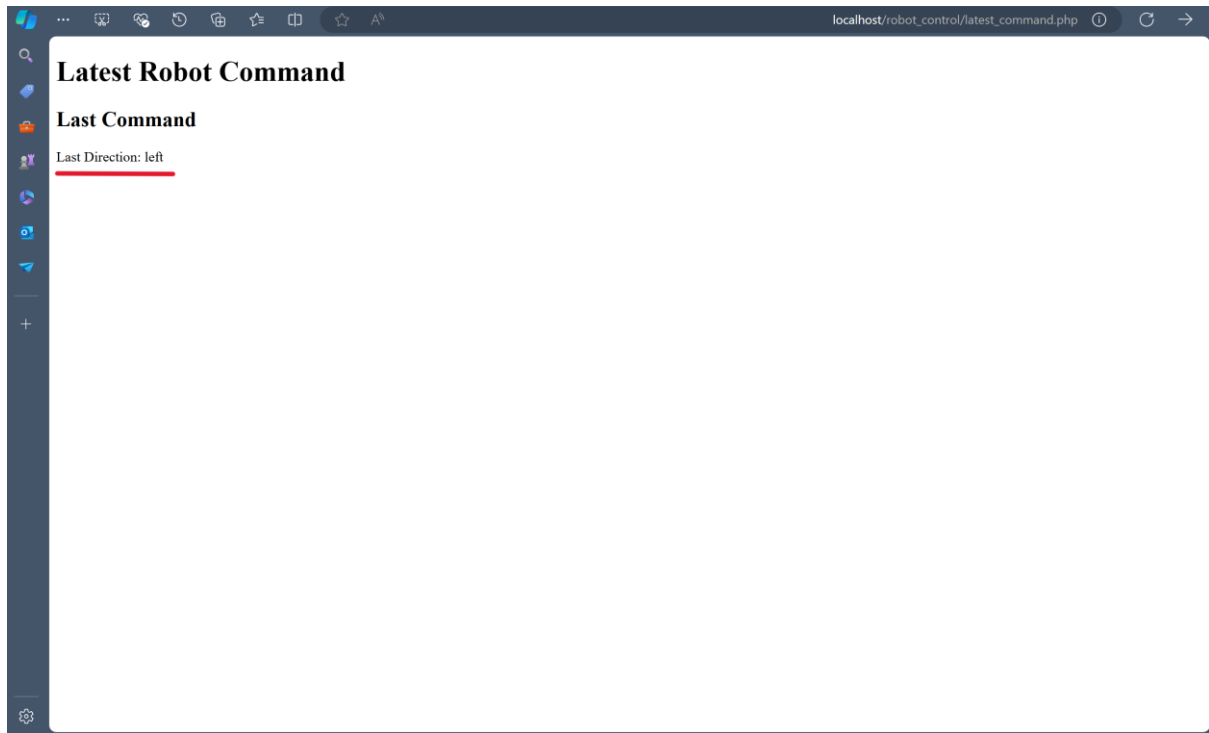 localhost/robot_control/latest_command.php
Latest Robot Command
Last Command
Last Direction: left